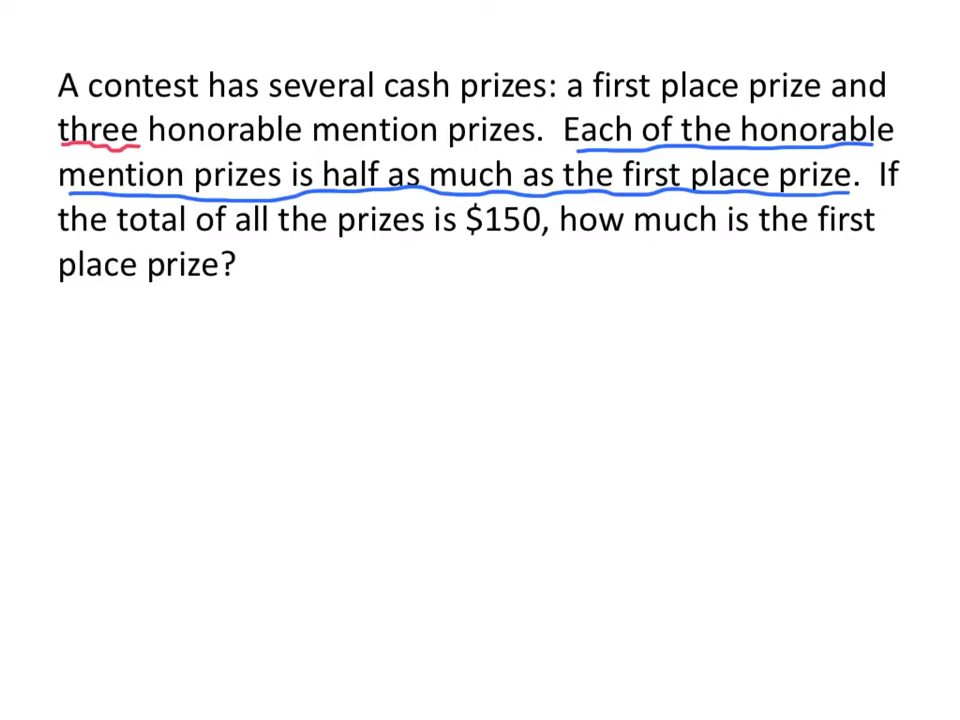 A contest has several cash prizes: a first place prize and
three honorable mention prizes.  Each of the honorable
mention prizes is half as much as the first place prize.  If
the total of all the prizes is $150, how much is the first
place prize?